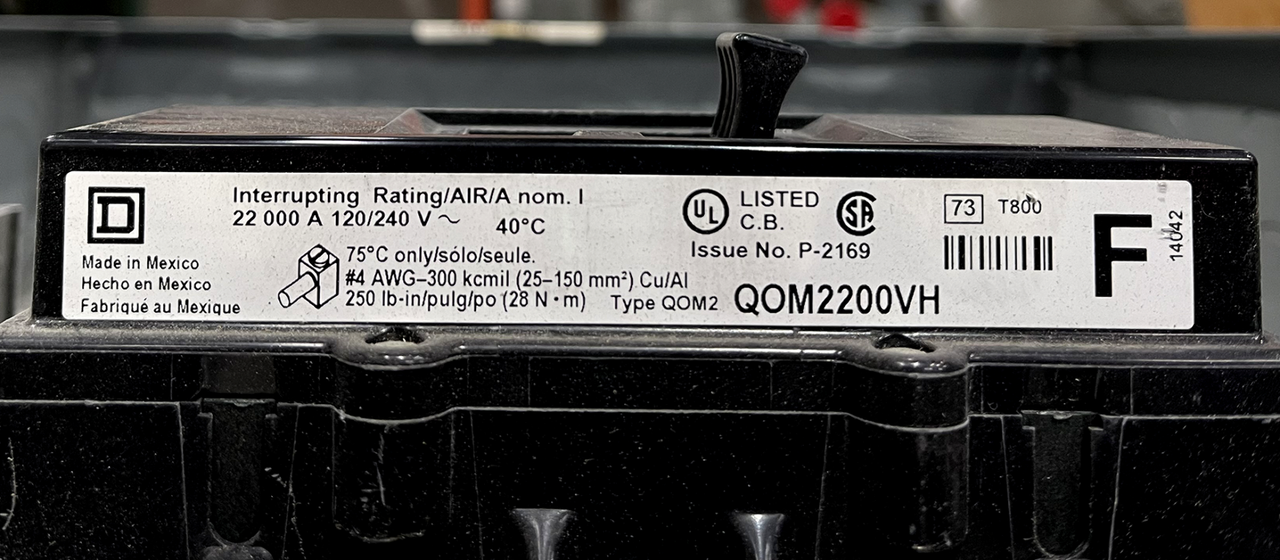 D
Made in Mexico
Hecho en Mexico
Fabriqué au Mexique
Interrupting Rating/AIR/A nom. I
22 000 A 120/240 V ~ 40°C
75°C only/sólo/seule.
#4 AWG–300 kcmil (25–150 mm²) Cu/Al
250 lb-in/pulg/po (28 N • m)
Type QOM2 QOM2200VH
UL LISTED C.B. SA
Issue No. P-2169
73 T800
F
14042